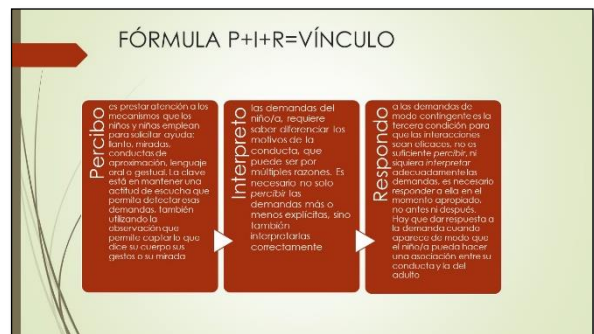 FÓRMULA P+I+R=VÍNCULO
Percibo
es prestar atención a los
mecanismos que los
niños y niñas emplean
para solicitar ayuda:
llanto, miradas,
conductas de
aproximación, lenguaje
oral o gestual. La clave
está en mantener una
actitud de escucha que
permita detectar esas
demandas, también
utilizando la
observación que
permite captar lo que
dice su cuerpo sus
gestos o su mirada
Interpreto
las demandas del
niño/a, requiere
saber diferenciar los
motivos de la
conducta, que
puede ser por
múltiples razones. Es
necesario no solo
percibir las
demandas más o
menos explícitas, sino
también
interpretarlas
correctamente
Respondo
a las demandas de
modo contingente es la
tercera condición para
que las interacciones
sean eficaces, no es
suficiente percibir, ni
siquiera interpretar
adecuadamente las
demandas, es necesario
responder a ella en el
momento apropiado,
no antes ni después.
Hay que dar respuesta a
la demanda cuando
aparece de modo que
el niño/a pueda hacer
una asociación entre su
conducta y la del
adulto